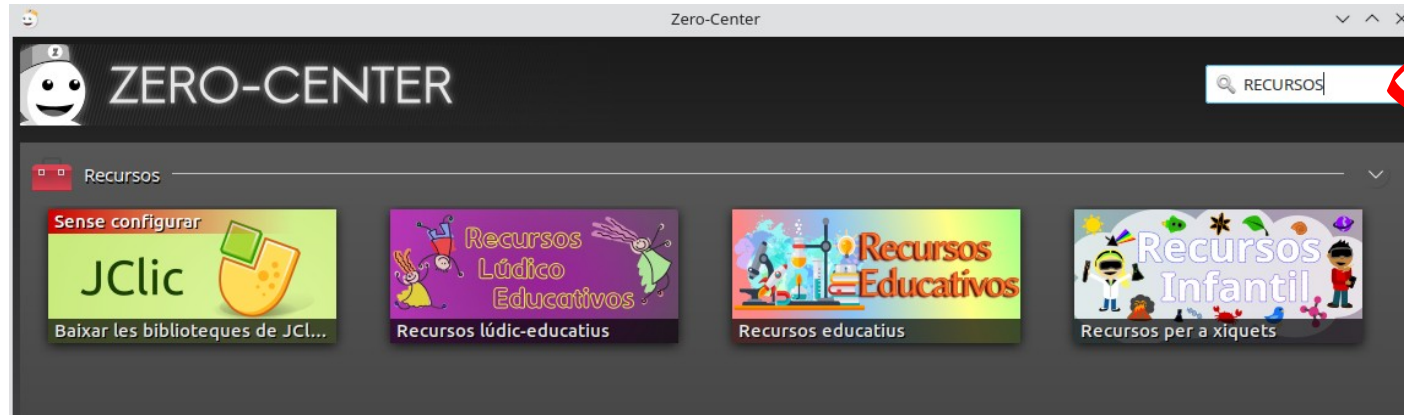 Zero-Center
ZERO-CENTER
RECURSOS
Recursos
Sense configurar
JClic
Baixar les biblioteques de JCl...
Recursos
Lúdico
Educativos
Recursos lúdic-educatius
Recursos
Educativos
Recursos educatius
Recursos
Infantil
Recursos per a xiquets